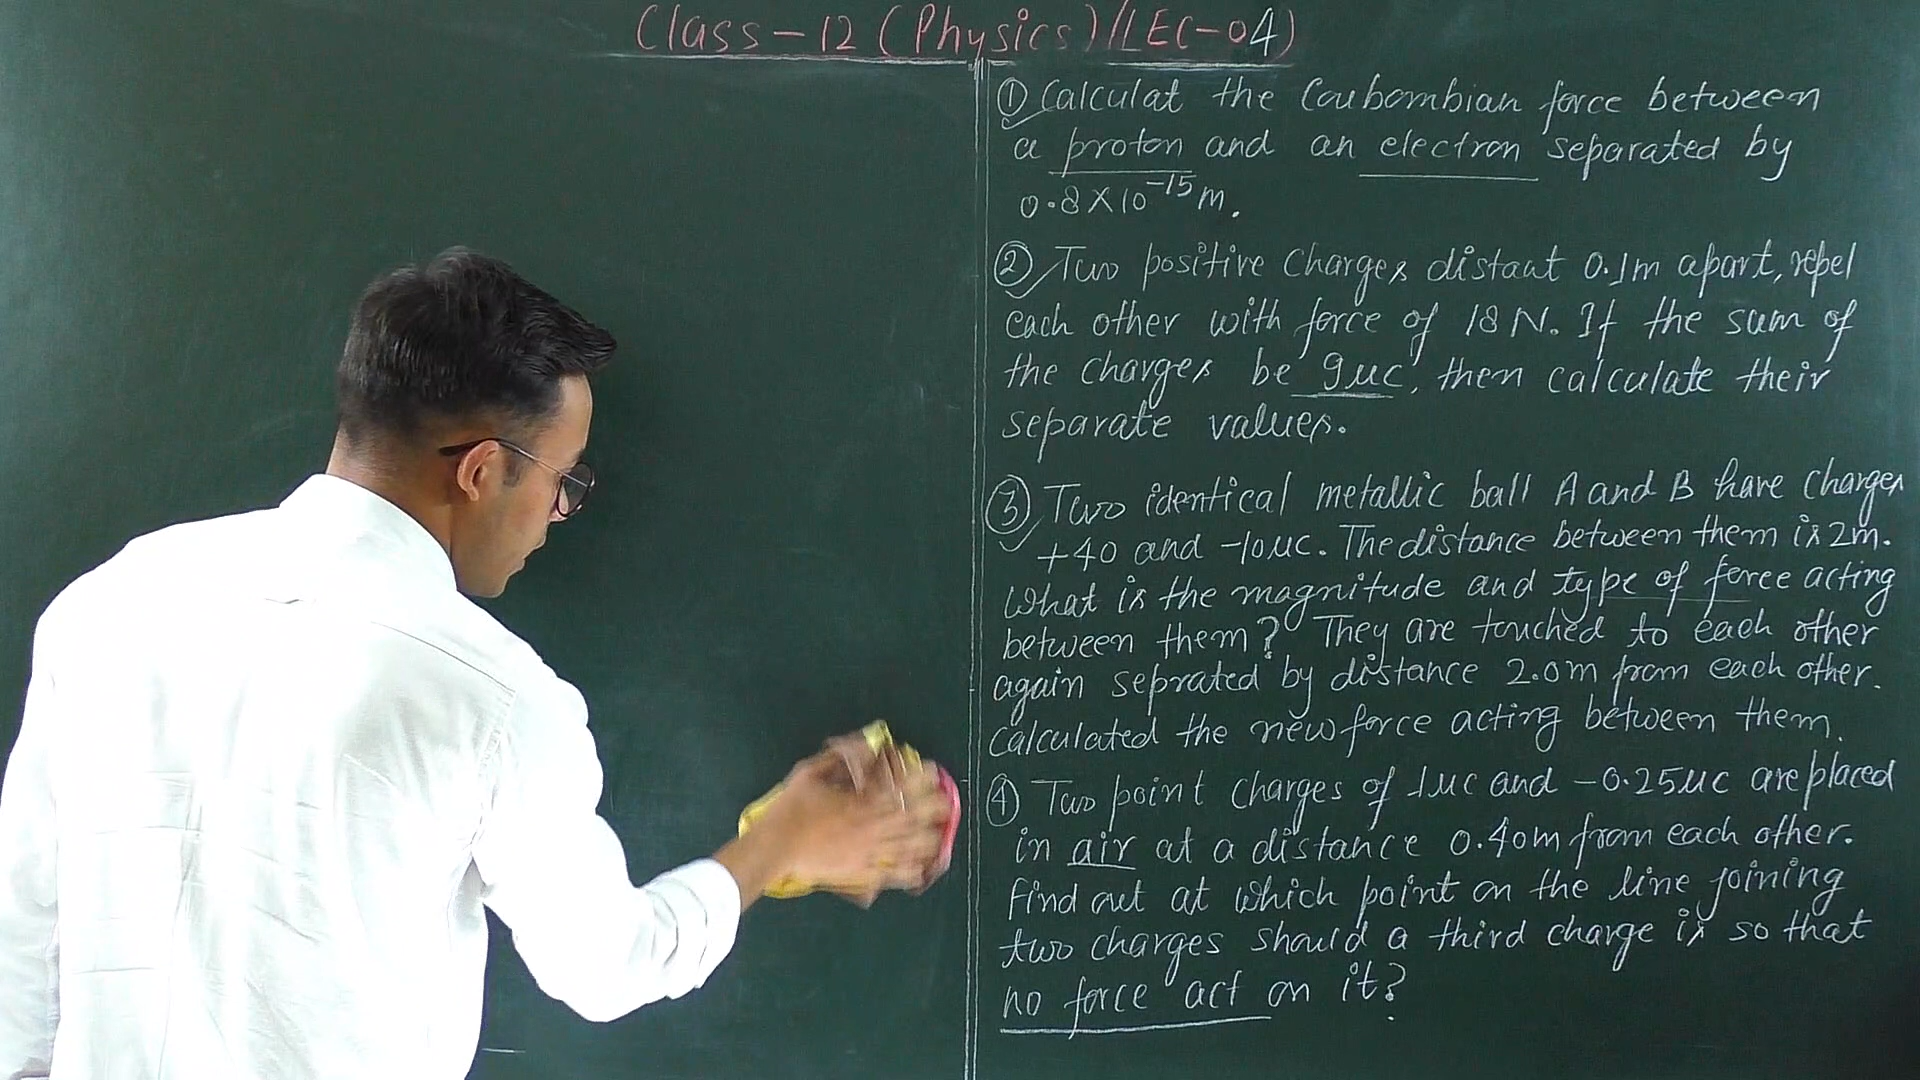 Class-12 (Physics)(LEC-04)
① Calculat the Coubombian force between
a proton and an electron separated by
0.8×10⁻¹⁵m.
② Two positive charges distant 0.1m apart, repel
each other with force of 18 N. If the sum of
the charges be 9μc, then calculate their
separate values.
③ Two identical metallic ball A and B have charges
+40 and -10μc. The distance between them is 2m.
What is the magnitude and type of force acting
between them? They are touched to each other
again seprated by distance 2.0m from each other.
Calculated the new force acting between them.
④ Two point charges of 1μc and -0.25μc are placed
in air at a distance 0.40m from each other.
Find out at which point on the line joining
two charges should a third charge is so that
no force act on it?